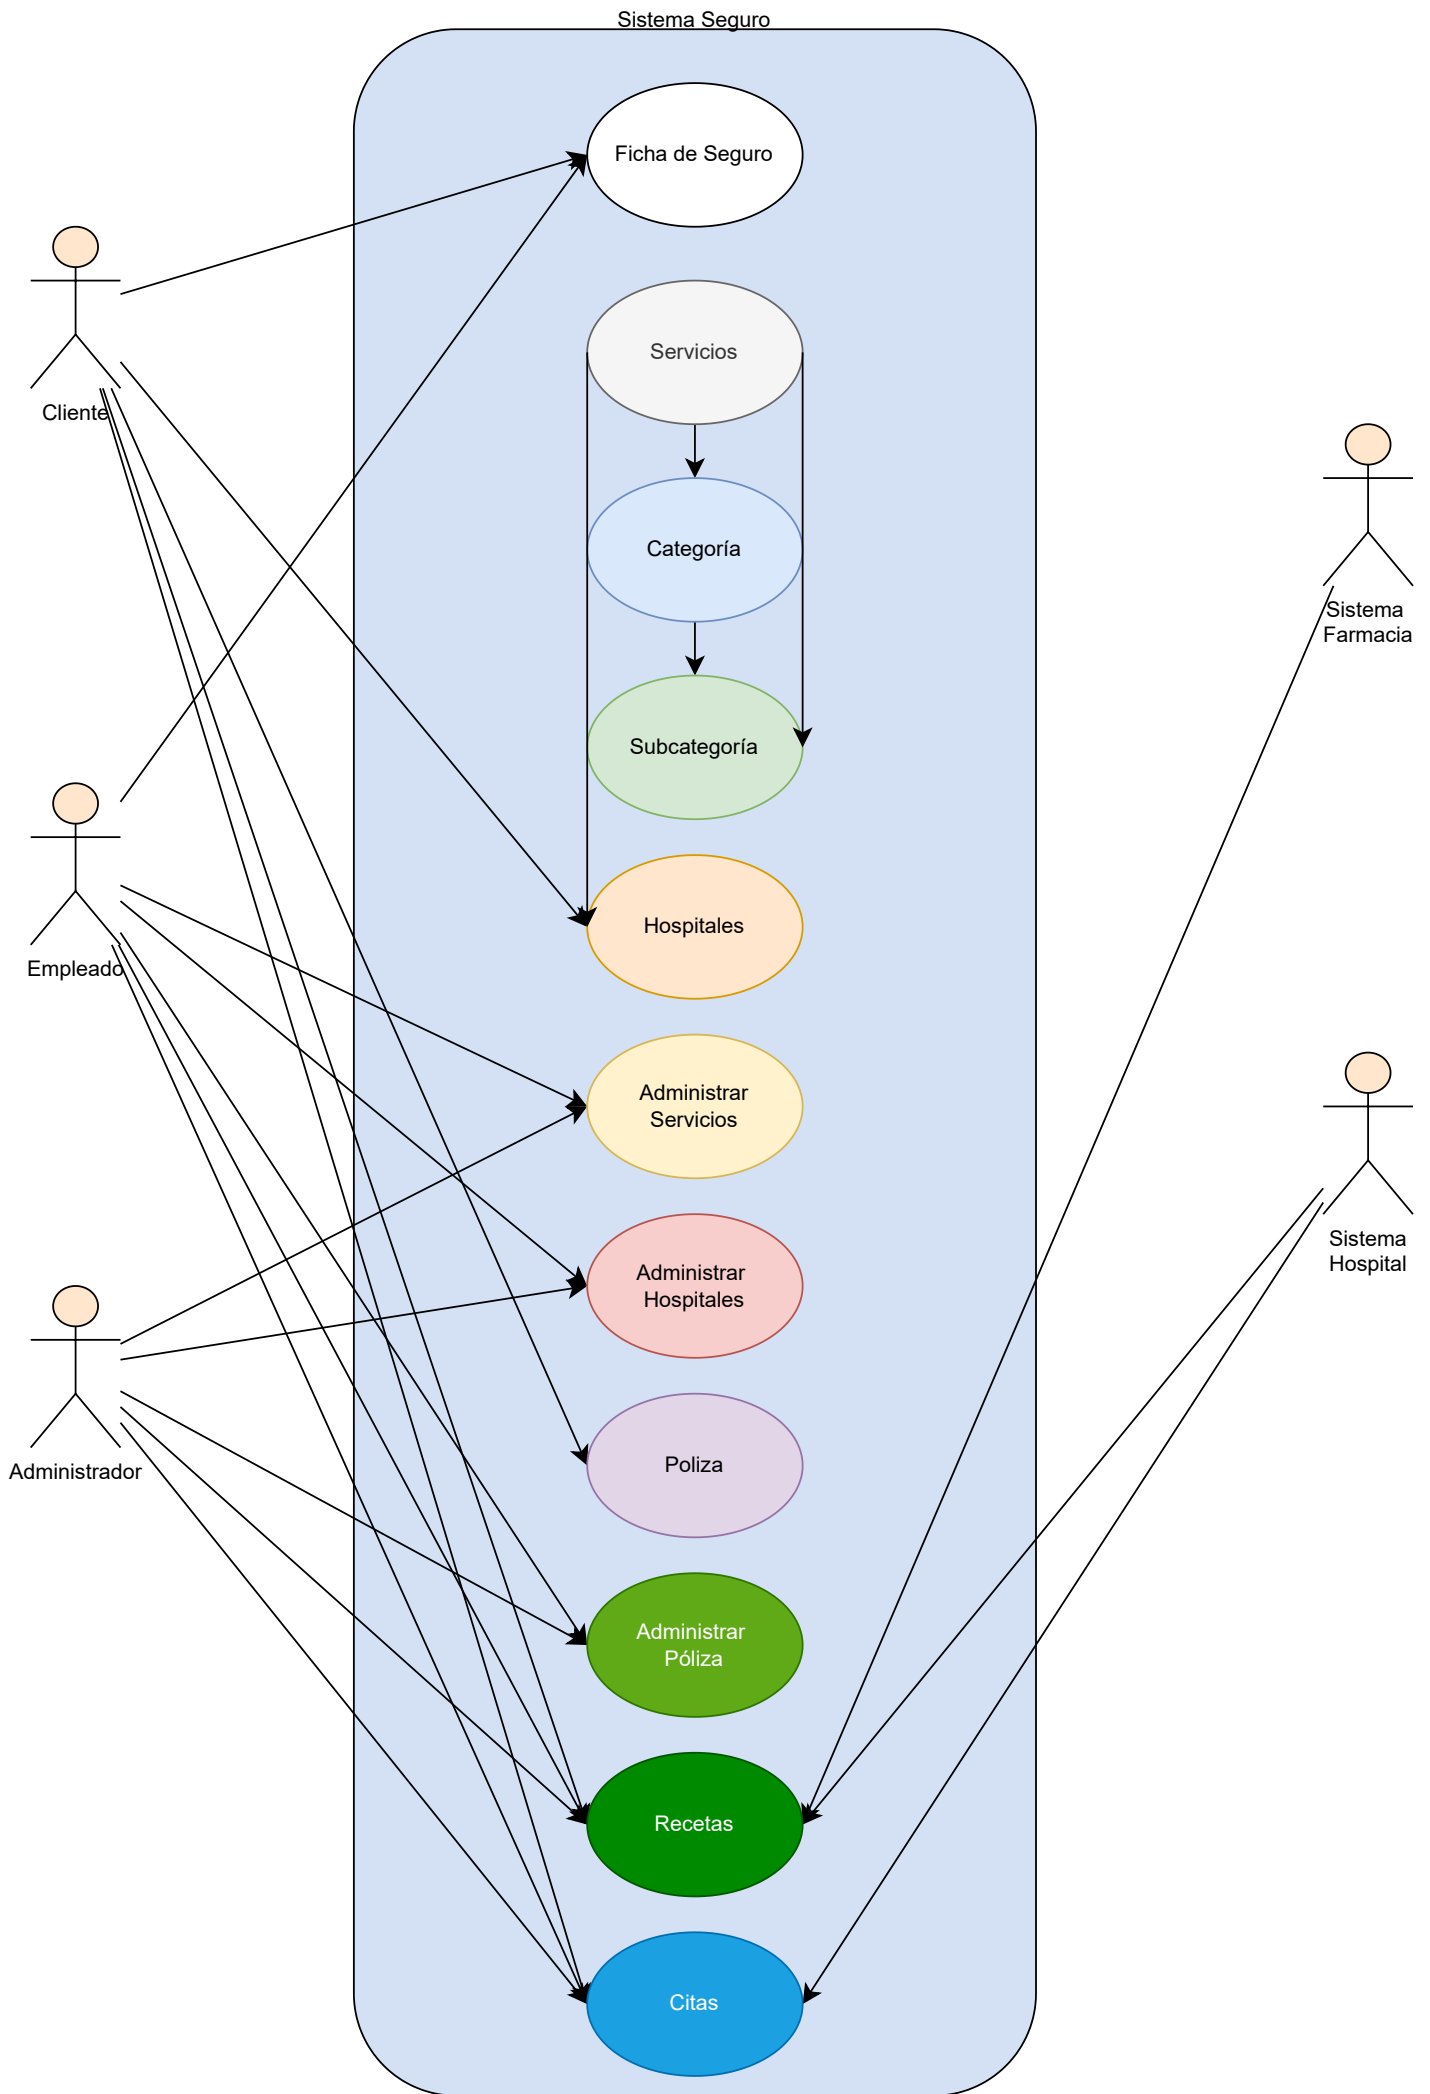 Sistema Seguro
Ficha de Seguro
Servicios
Cliente
Categoría
Sistema
Farmacia
Subcategoría
Hospitales
Empleado
Administrar
Servicios
Sistema
Hospital
Administrar
Hospitales
Administrador
Poliza
Administrar
Póliza
Recetas
Citas